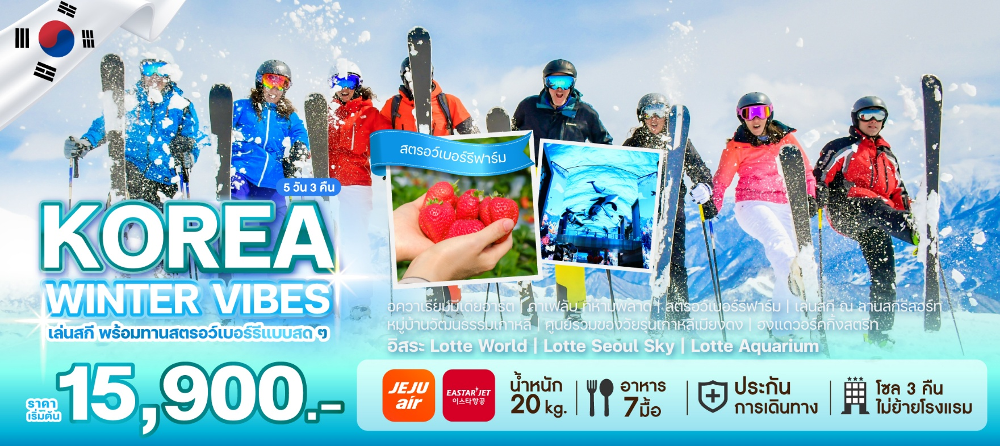 5 วัน 3 คืน
KOREA
WINTER VIBES
เล่นสกี พร้อมทานสตรอว์เบอร์รีแบบสด ๆ
ราคา
เริ่มต้น
15,900.-
สตรอว์เบอร์รีฟาร์ม
อควาเรียมมีเดียอาร์ต | คาเฟ่ลับ ที่ห้ามพลาด | สตรอว์เบอร์รีฟาร์ม | เล่นสกี ณ ลานสกีรีสอร์ท
หมู่บ้านวัฒนธรรมเกาหลี | ศูนย์รวมของวัยรุ่นเกาหลีเมียงดง | ฮงแดวอร์คกิ้งสตรีท
อิสระ Lotte World | Lotte Seoul Sky | Lotte Aquarium
JEJU
air
EASTAR JET
이스타항공
น้ำหนัก
20 kg.
อาหาร
7มื้อ
ประกัน
การเดินทาง
โซล 3 คืน
ไม่ย้ายโรงแรม